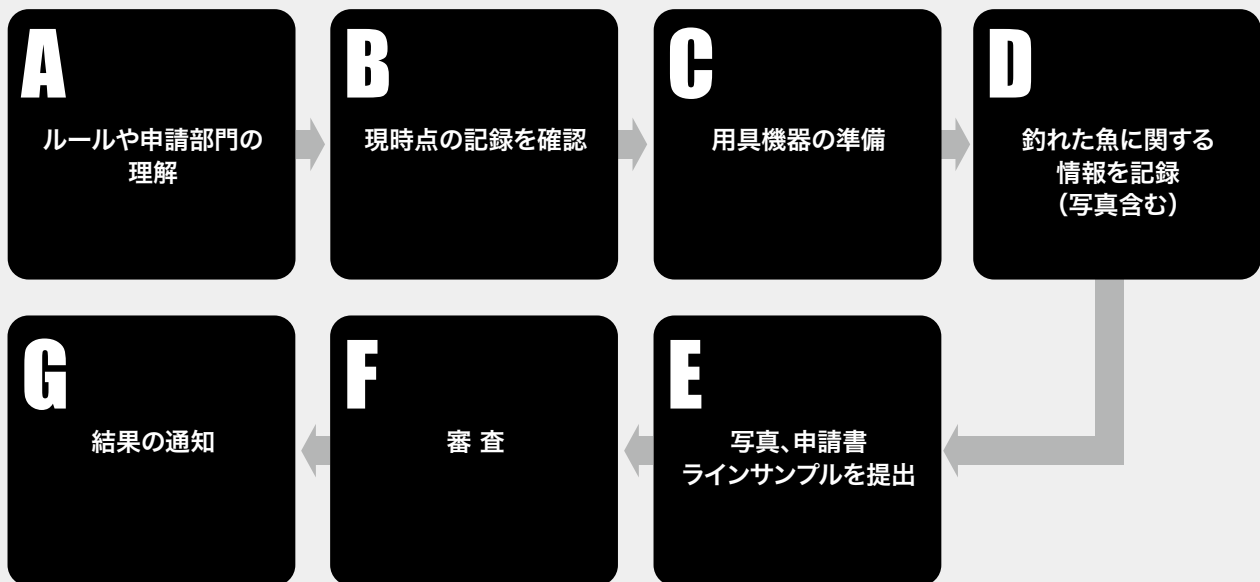 A
ルールや申請部門の
理解
B
現時点の記録を確認
C
用具機器の準備
D
釣れた魚に関する
情報を記録
（写真含む）
E
写真、申請書
ラインサンプルを提出
F
審 査
G
結果の通知